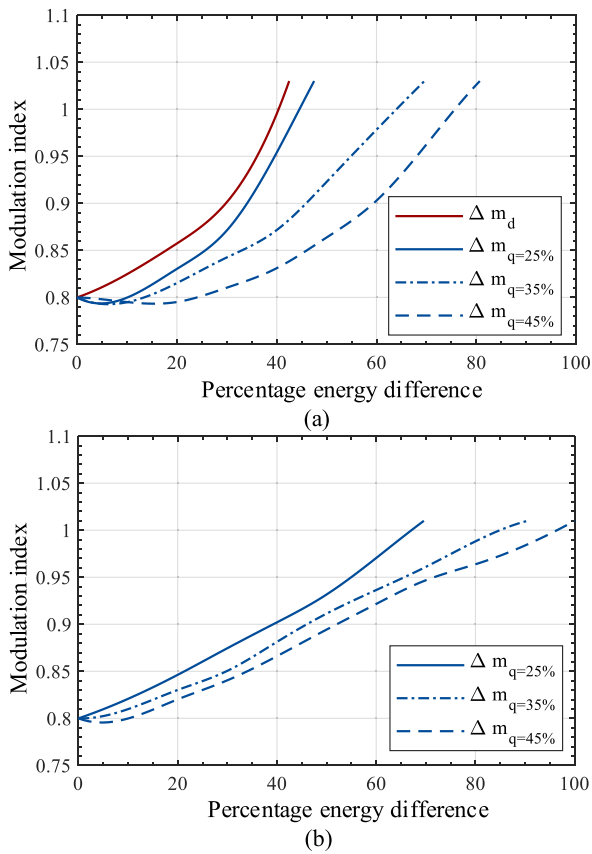 1.1
1.05
1
0.95
0.9
0.85
0.8
0.75
Modulation index
Δ m_d
Δ m_q=25%
Δ m_q=35%
Δ m_q=45%
0 20 40 60 80 100
Percentage energy difference
(a)
1.1
1.05
1
0.95
0.9
0.85
0.8
0.75
Modulation index
Δ m_q=25%
Δ m_q=35%
Δ m_q=45%
0 20 40 60 80 100
Percentage energy difference
(b)